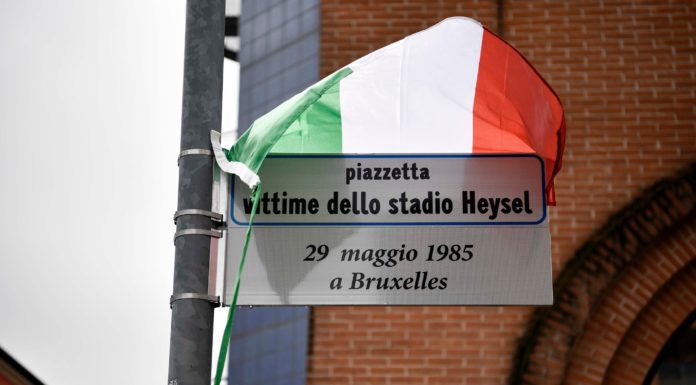 piazzetta
vittime dello stadio Heysel
29 maggio 1985
a Bruxelles